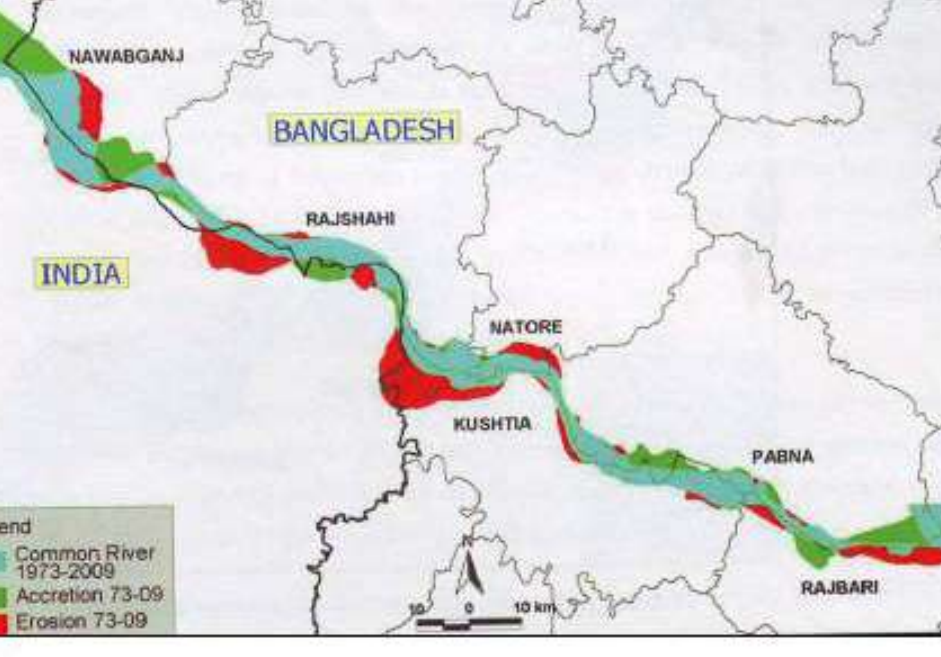 NAWABGANJ
BANGLADESH
RAJSHAHI
INDIA
NATORE
KUSHTIA
PABNA
RAJBARI
N
10 0 10 km
end
Common River
1973-2009
Accretion 73-09
Erosion 73-09